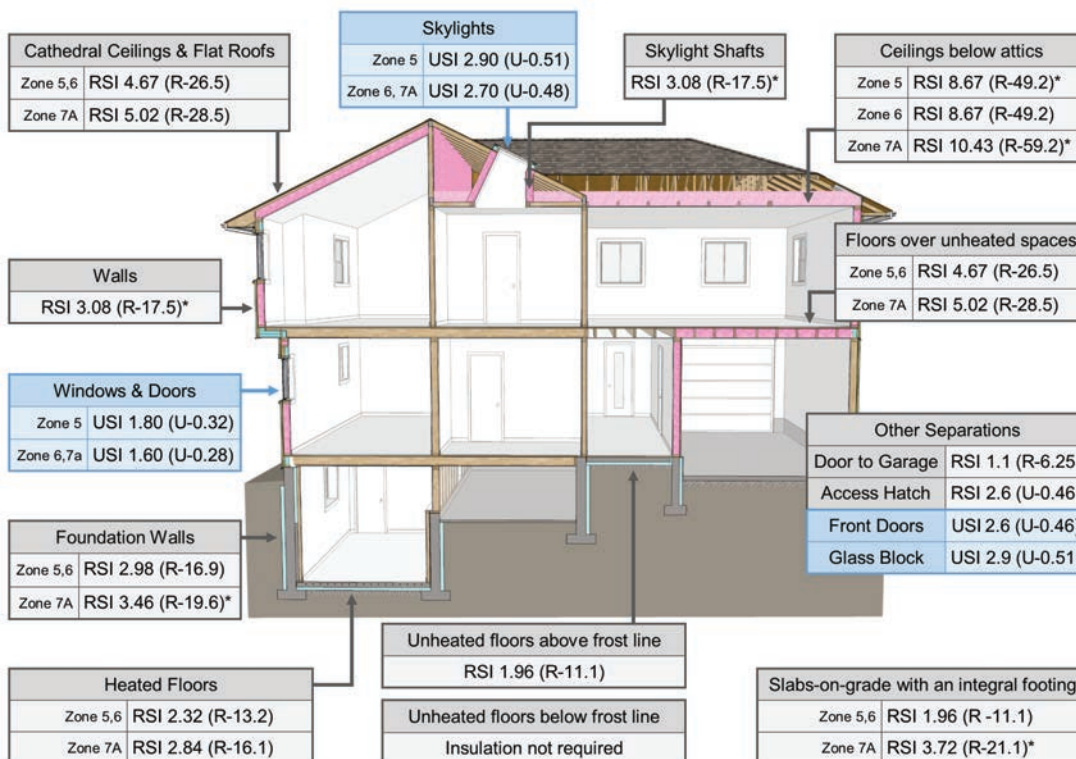 Cathedral Ceilings & Flat Roofs
Zone 5,6 RSI 4.67 (R-26.5)
Zone 7A RSI 5.02 (R-28.5)
Skylights
Zone 5 USI 2.90 (U-0.51)
Zone 6, 7A USI 2.70 (U-0.48)
Skylight Shafts
RSI 3.08 (R-17.5)*
Ceilings below attics
Zone 5 RSI 8.67 (R-49.2)*
Zone 6 RSI 8.67 (R-49.2)
Zone 7A RSI 10.43 (R-59.2)*
Walls
RSI 3.08 (R-17.5)*
Floors over unheated spaces
Zone 5,6 RSI 4.67 (R-26.5)
Zone 7A RSI 5.02 (R-28.5)
Windows & Doors
Zone 5 USI 1.80 (U-0.32)
Zone 6,7a USI 1.60 (U-0.28)
Other Separations
Door to Garage RSI 1.1 (R-6.25
Access Hatch RSI 2.6 (U-0.46
Front Doors USI 2.6 (U-0.46)
Glass Block USI 2.9 (U-0.51
Foundation Walls
Zone 5,6 RSI 2.98 (R-16.9)
Zone 7A RSI 3.46 (R-19.6)*
Unheated floors above frost line
RSI 1.96 (R-11.1)
Heated Floors
Zone 5,6 RSI 2.32 (R-13.2)
Zone 7A RSI 2.84 (R-16.1)
Unheated floors below frost line
Insulation not required
Slabs-on-grade with an integral footing
Zone 5,6 RSI 1.96 (R -11.1)
Zone 7A RSI 3.72 (R-21.1)*